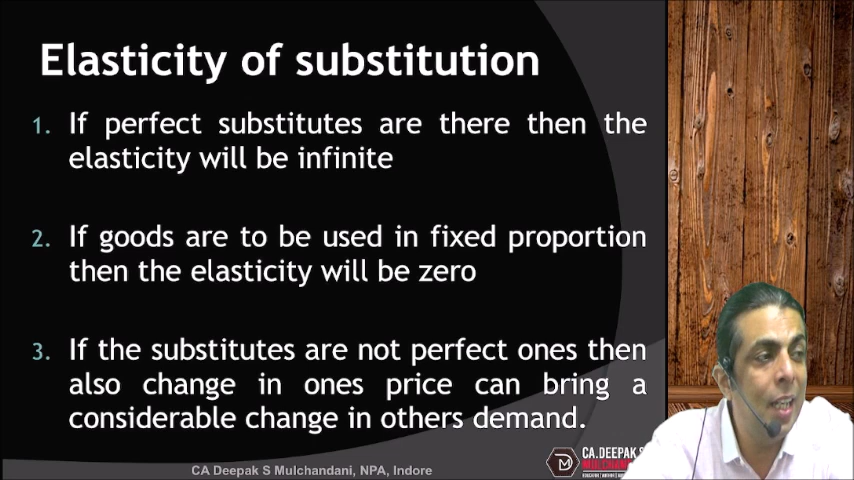 Elasticity of substitution
1. If perfect substitutes are there then the
elasticity will be infinite
2. If goods are to be used in fixed proportion
then the elasticity will be zero
3. If the substitutes are not perfect ones then
also change in ones price can bring a
considerable change in others demand.
CA Deepak S Mulchandani, NPA, Indore
CA.DEEPAK S